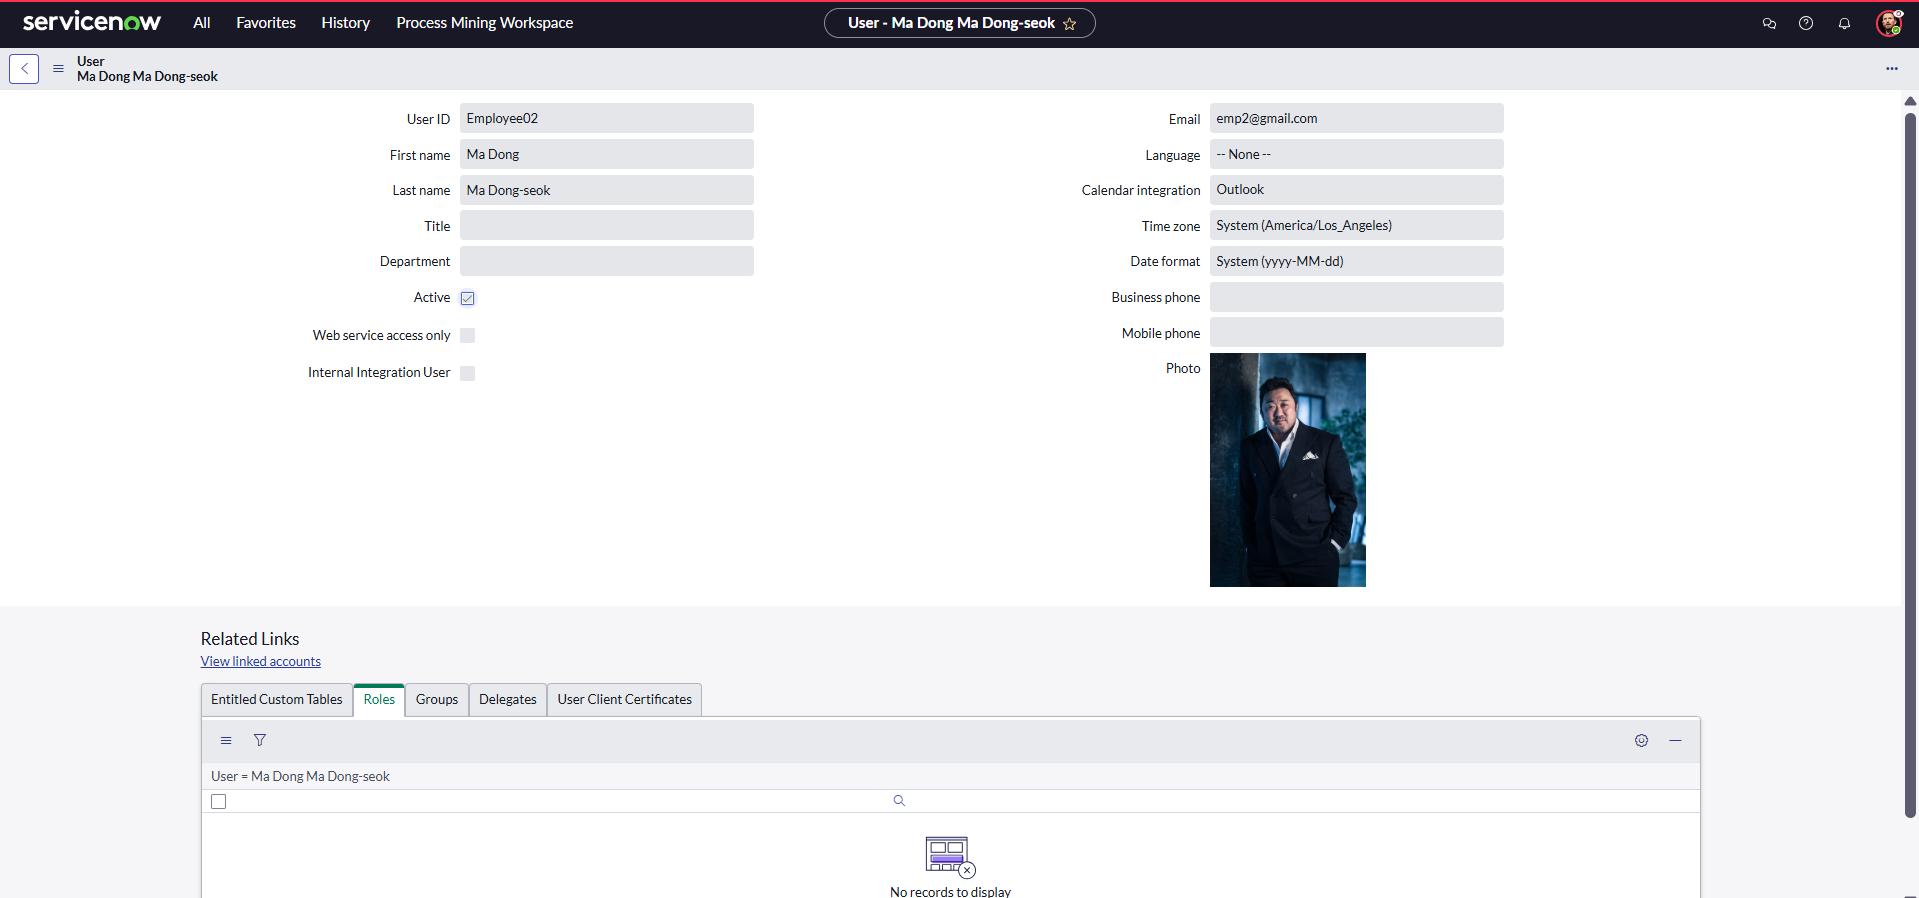 servicenow All Favorites History Process Mining Workspace User - Ma Dong Ma Dong-seok
User
Ma Dong Ma Dong-seok
User ID Employee02
First name Ma Dong
Last name Ma Dong-seok
Title
Department
Active
Web service access only
Internal Integration User
Email emp2@gmail.com
Language -- None --
Calendar integration Outlook
Time zone System (America/Los_Angeles)
Date format System (yyyy-MM-dd)
Business phone
Mobile phone
Photo
Related Links
View linked accounts
Entitled Custom Tables Roles Groups Delegates User Client Certificates
User = Ma Dong Ma Dong-seok
No records to display